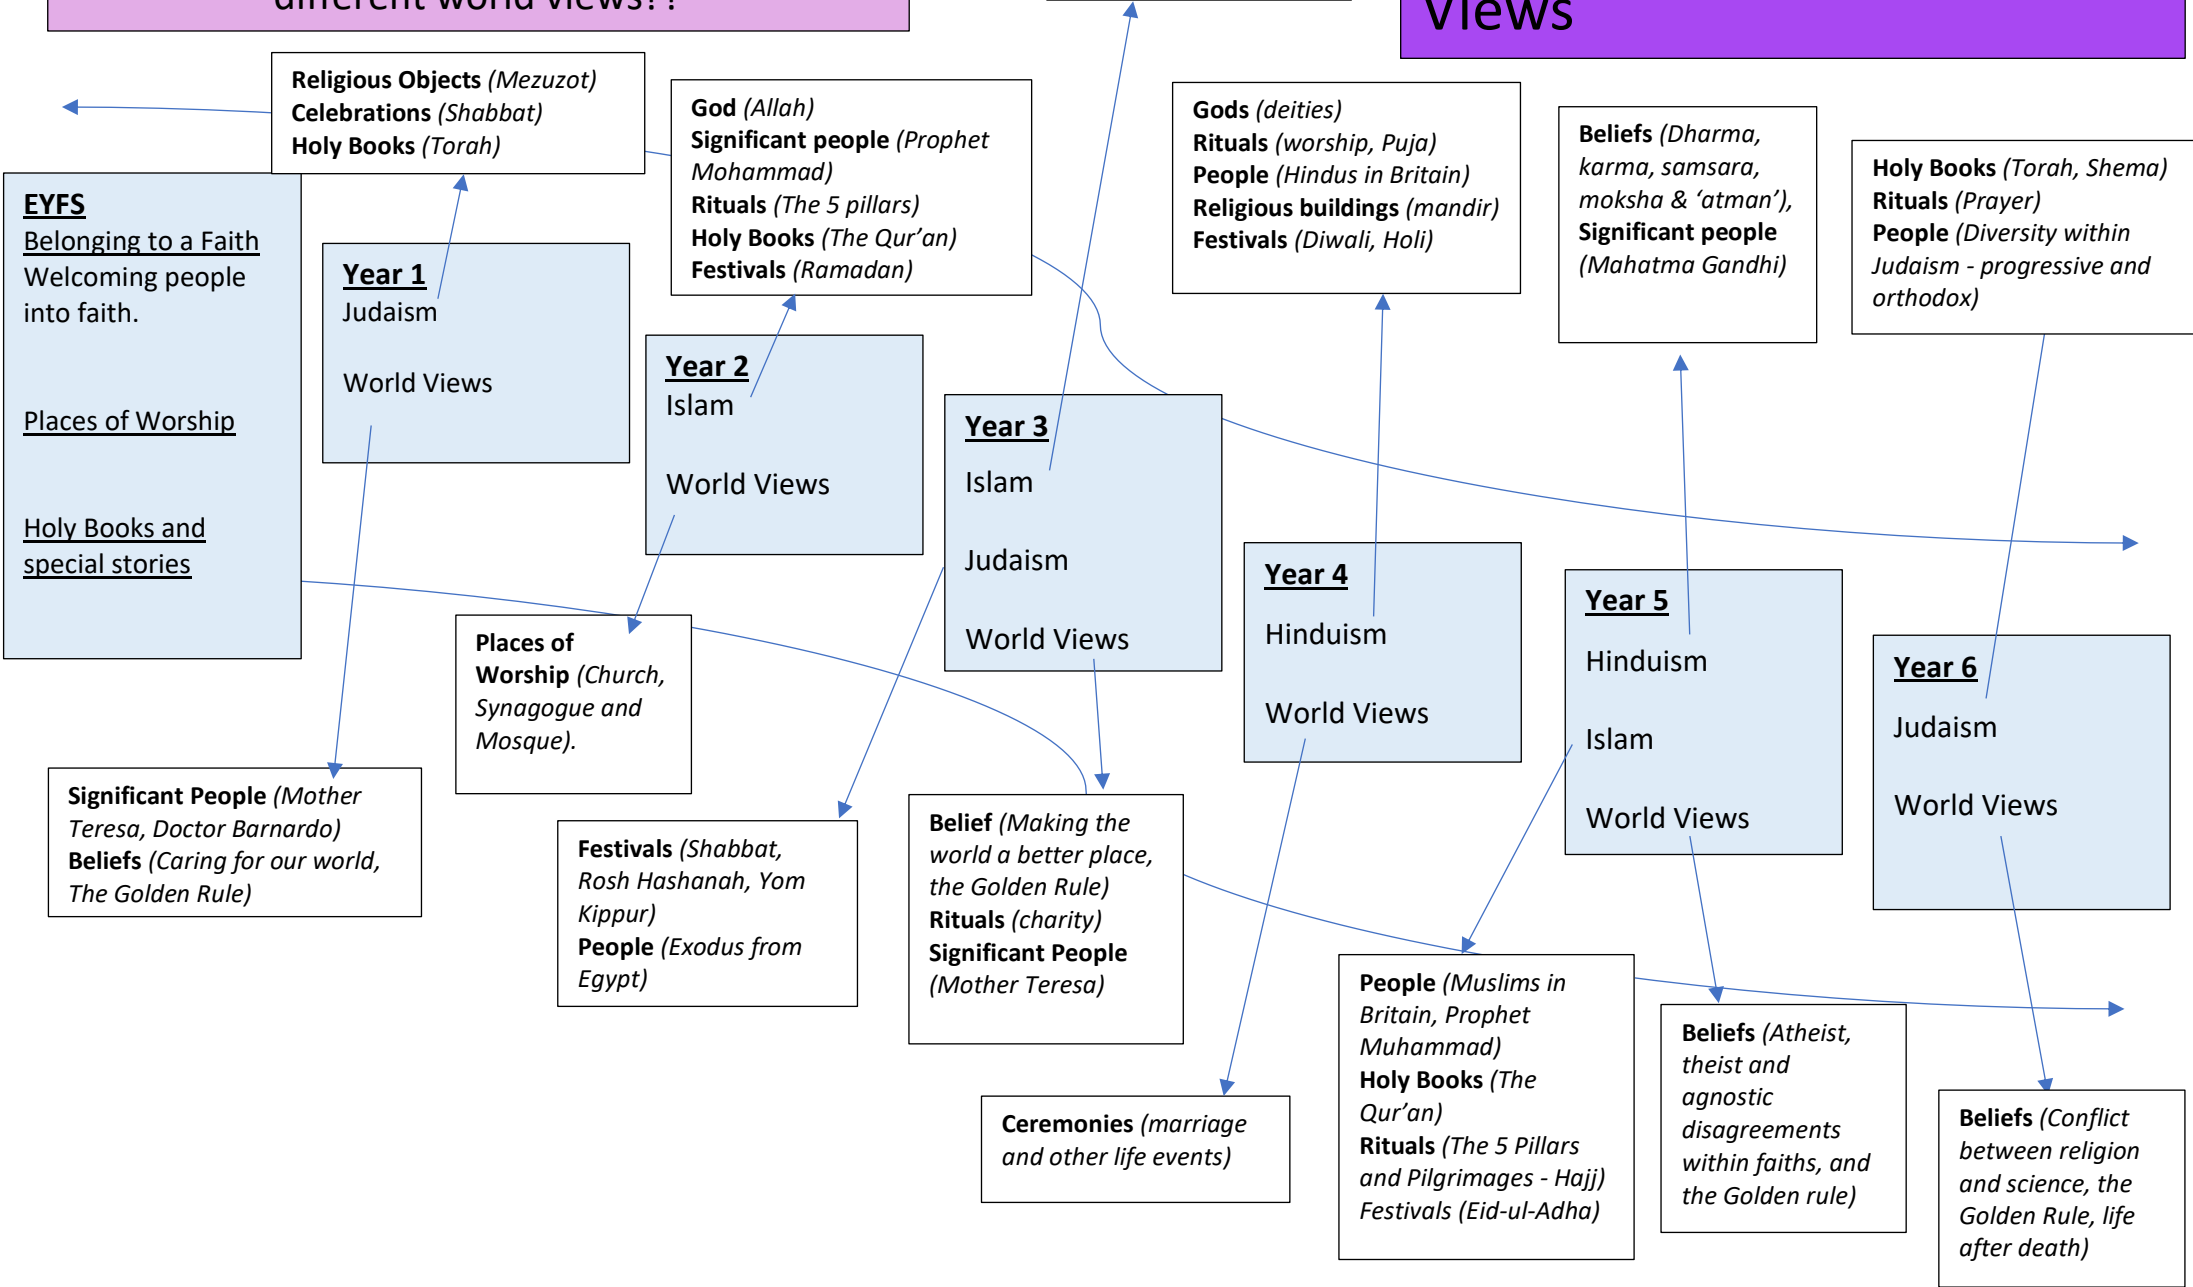 different world views??
Views
Religious Objects (Mezuzot)
Celebrations (Shabbat)
Holy Books (Torah)
God (Allah)
Significant people (Prophet
Mohammad)
Rituals (The 5 pillars)
Holy Books (The Qur’an)
Festivals (Ramadan)
Gods (deities)
Rituals (worship, Puja)
People (Hindus in Britain)
Religious buildings (mandir)
Festivals (Diwali, Holi)
Beliefs (Dharma,
karma, samsara,
moksha & ‘atman’),
Significant people
(Mahatma Gandhi)
Holy Books (Torah, Shema)
Rituals (Prayer)
People (Diversity within
Judaism - progressive and
orthodox)
EYFS
Belonging to a Faith
Welcoming people
into faith.
Places of Worship
Holy Books and
special stories
Year 1
Judaism
World Views
Year 2
Islam
World Views
Year 3
Islam
Judaism
World Views
Year 4
Hinduism
World Views
Year 5
Hinduism
Islam
World Views
Year 6
Judaism
World Views
Significant People (Mother
Teresa, Doctor Barnardo)
Beliefs (Caring for our world,
The Golden Rule)
Places of
Worship (Church,
Synagogue and
Mosque).
Festivals (Shabbat,
Rosh Hashanah, Yom
Kippur)
People (Exodus from
Egypt)
Belief (Making the
world a better place,
the Golden Rule)
Rituals (charity)
Significant People
(Mother Teresa)
Ceremonies (marriage
and other life events)
People (Muslims in
Britain, Prophet
Muhammad)
Holy Books (The
Qur’an)
Rituals (The 5 Pillars
and Pilgrimages - Hajj)
Festivals (Eid-ul-Adha)
Beliefs (Atheist,
theist and
agnostic
disagreements
within faiths, and
the Golden rule)
Beliefs (Conflict
between religion
and science, the
Golden Rule, life
after death)